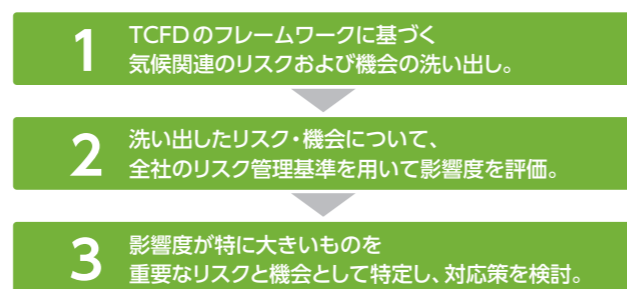 1
TCFDのフレームワークに基づく
気候関連のリスクおよび機会の洗い出し。
2
洗い出したリスク・機会について、
全社のリスク管理基準を用いて影響度を評価。
3
影響度が特に大きいものを
重要なリスクと機会として特定し、対応策を検討。